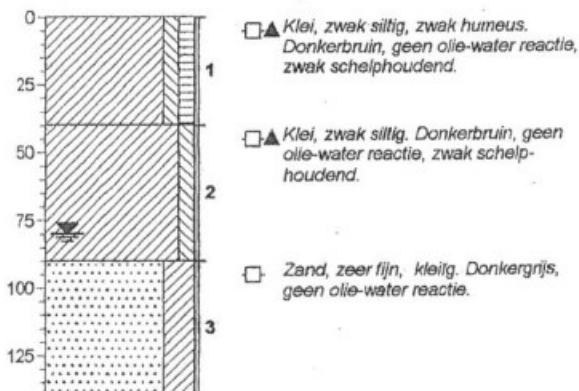 0
25
50
75
100
125
1
2
3
Klei, zwak siltig, zwak humeus.
Donkerbruin, geen olie-water reactie,
zwak schelphoudend.
Klei, zwak siltig. Donkerbruin, geen
olie-water reactie, zwak schelp-
houdend.
Zand, zeer fijn, kleiig. Donkergrijs,
geen olie-water reactie.